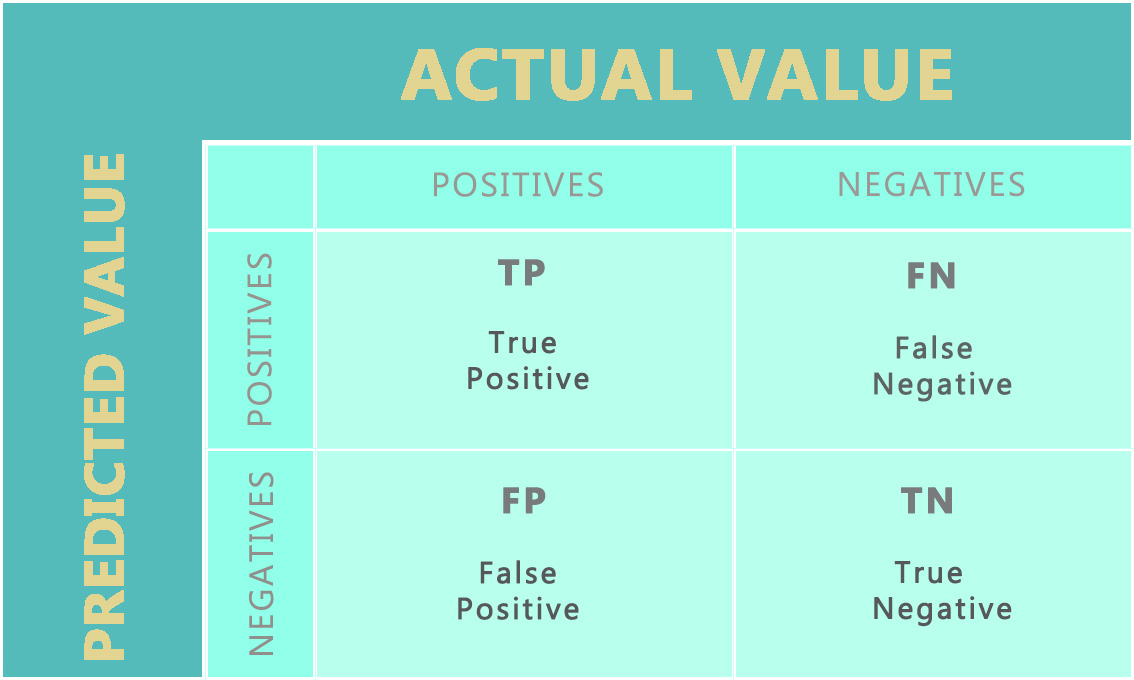 ACTUAL VALUE
PREDICTED VALUE
POSITIVES
NEGATIVES
POSITIVES
TP
True
Positive
FN
False
Negative
NEGATIVES
FP
False
Positive
TN
True
Negative